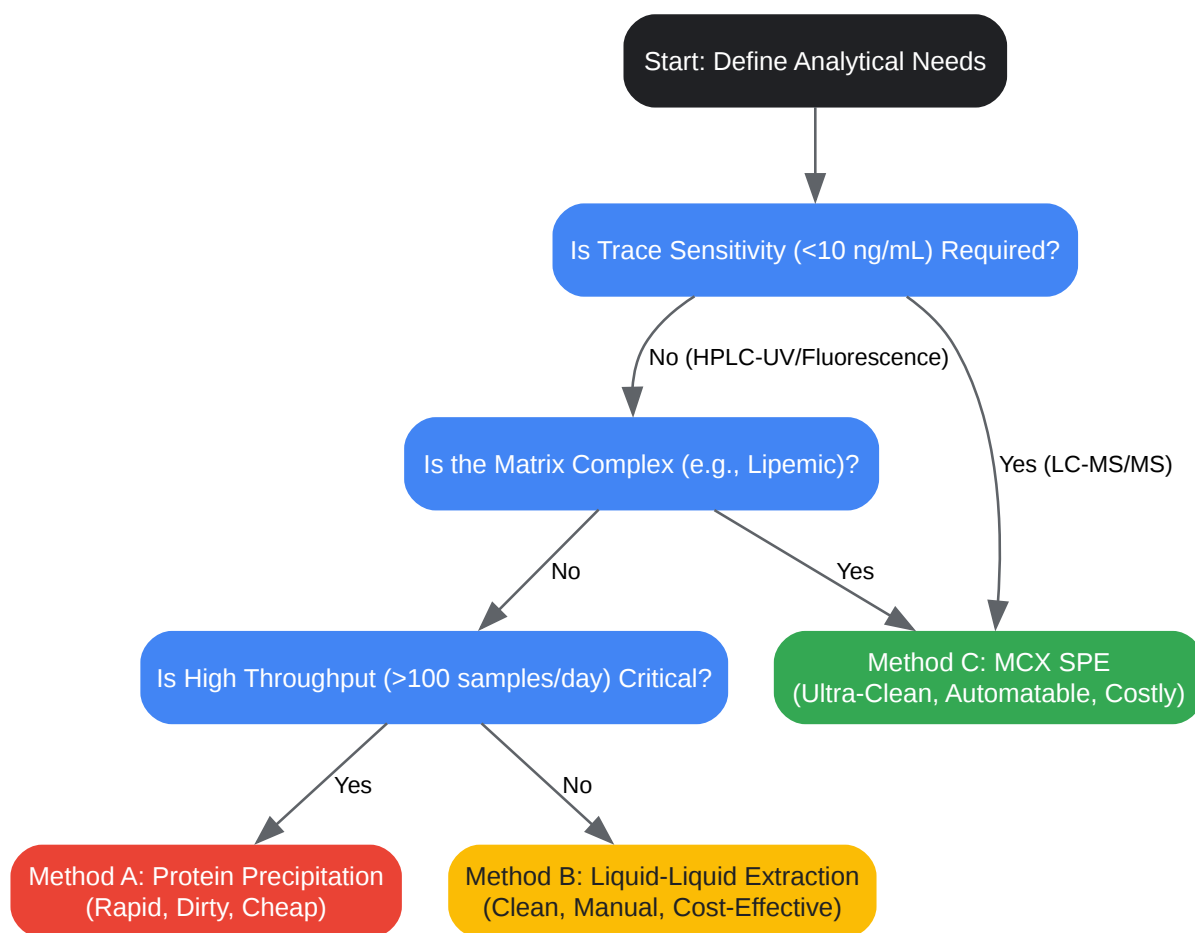 Start: Define Analytical Needs
Is Trace Sensitivity (<10 ng/mL) Required?
No (HPLC-UV/Fluorescence)
Is the Matrix Complex (e.g., Lipemic)?
Yes (LC-MS/MS)
No
Yes
Is High Throughput (>100 samples/day) Critical?
Method C: MCX SPE
(Ultra-Clean, Automatable, Costly)
Yes
No
Method A: Protein Precipitation
(Rapid, Dirty, Cheap)
Method B: Liquid-Liquid Extraction
(Clean, Manual, Cost-Effective)